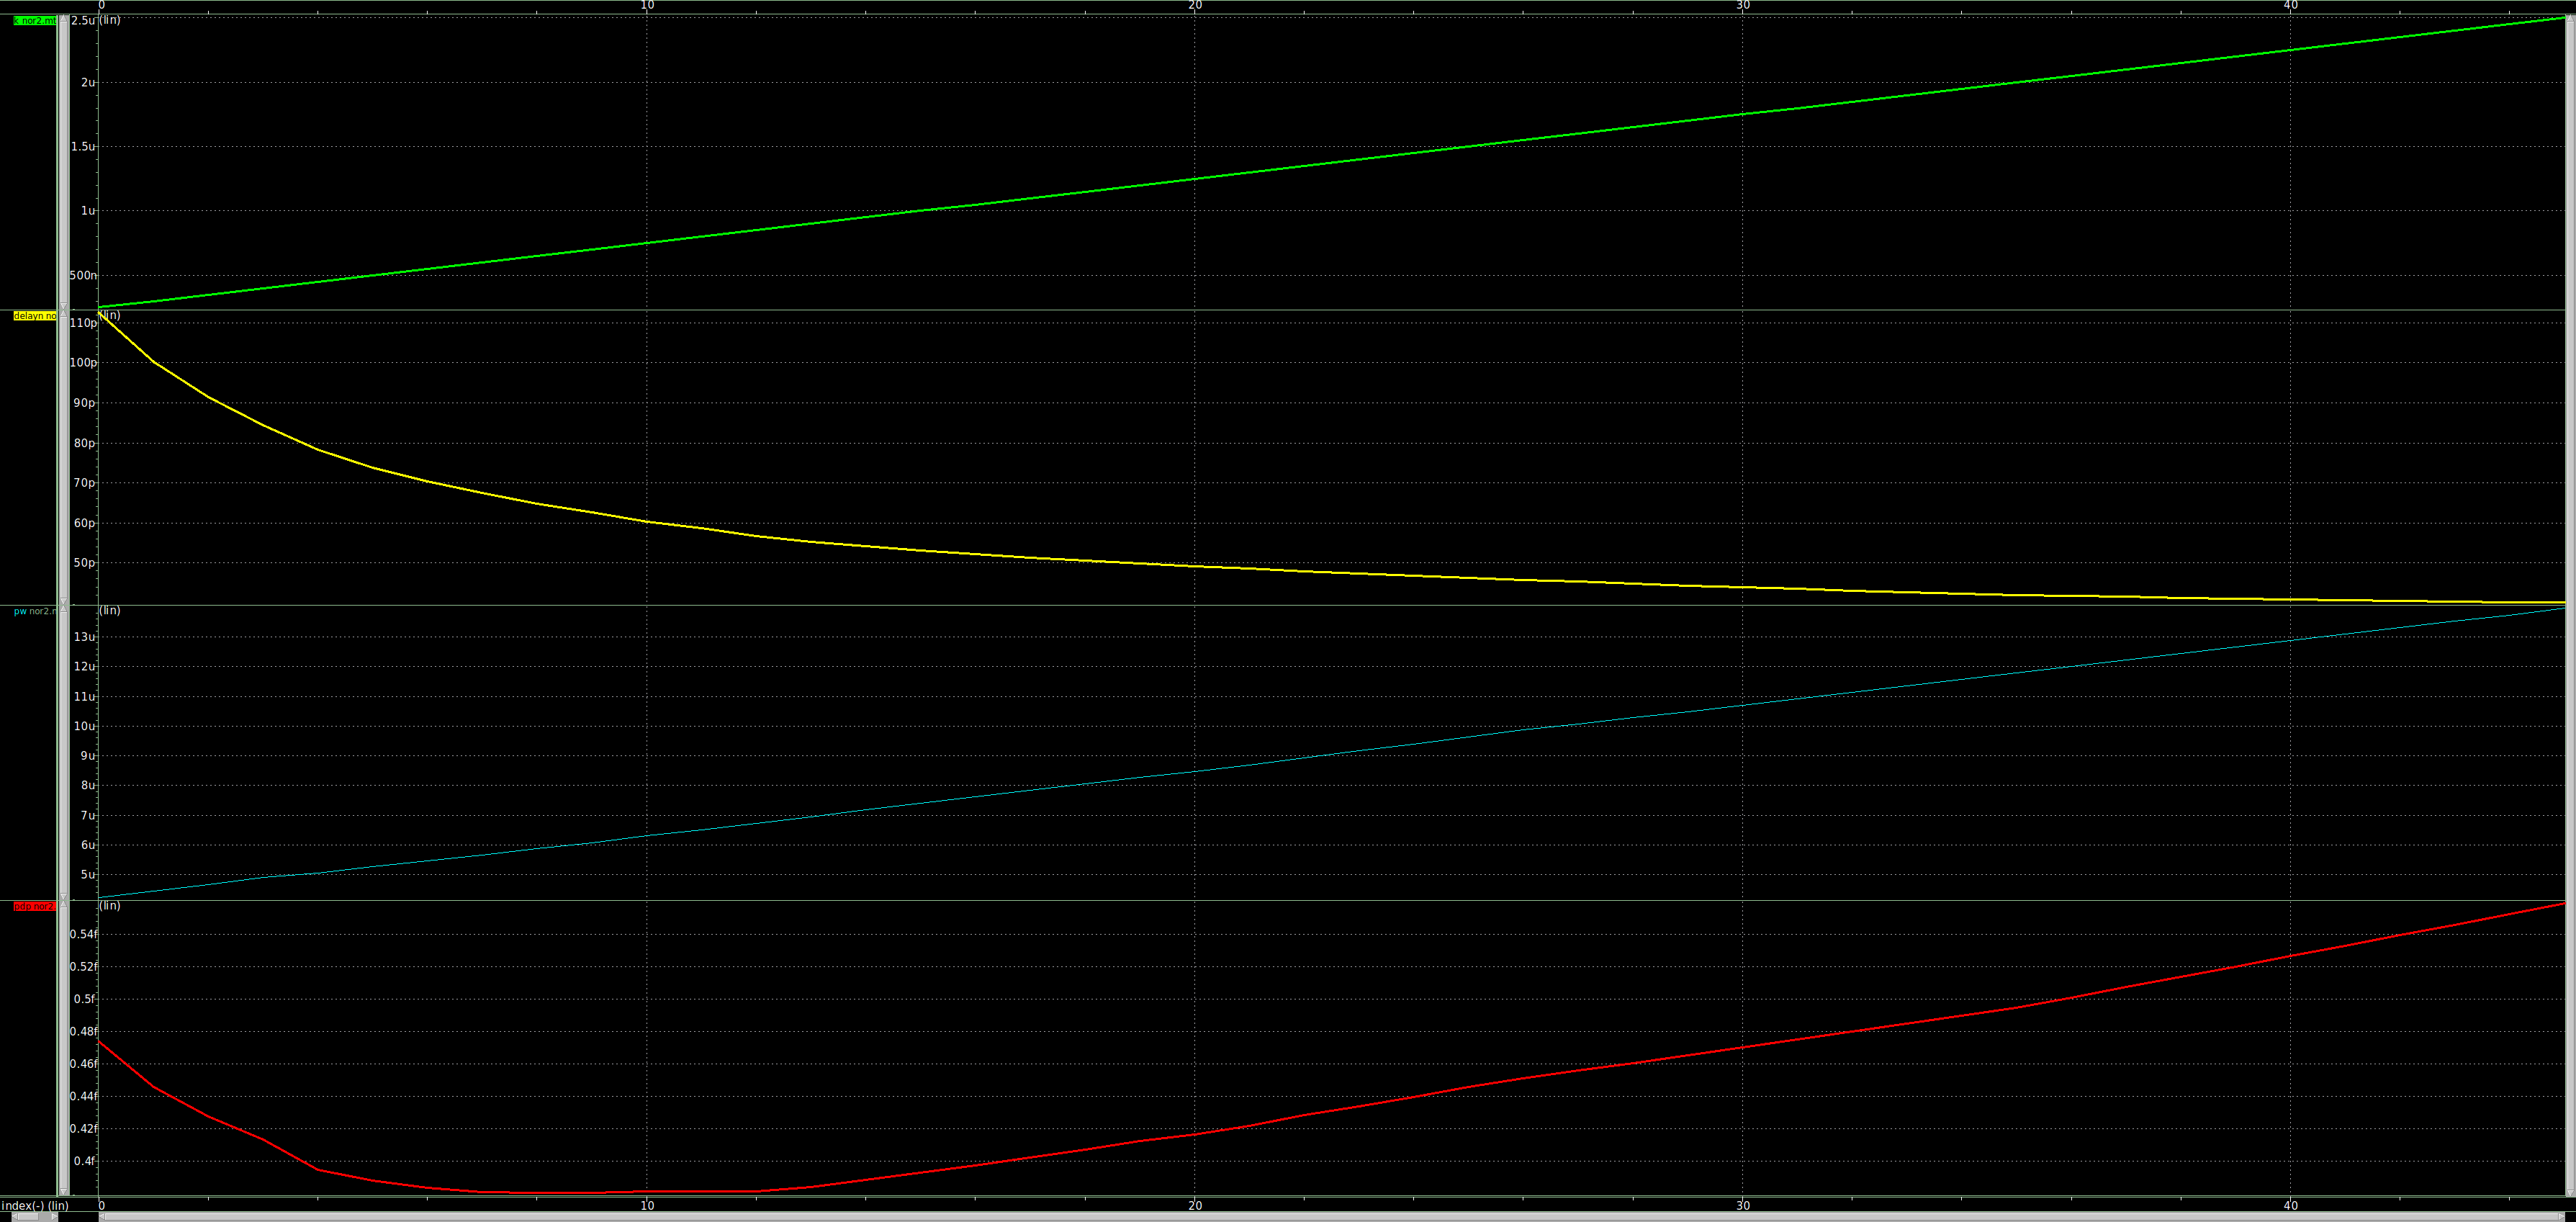 0 10 20 30 40
k nor2.mt 2.5u (lin)
2u
1.5u
1u
500n
delayn no (lin)
110p
100p
90p
80p
70p
60p
50p
pw nor2.r (lin)
13u
12u
11u
10u
9u
8u
7u
6u
5u
pdp nor2. (lin)
0.54f
0.52f
0.5f
0.48f
0.46f
0.44f
0.42f
0.4f
index(-) (lin) 0 10 20 30 40